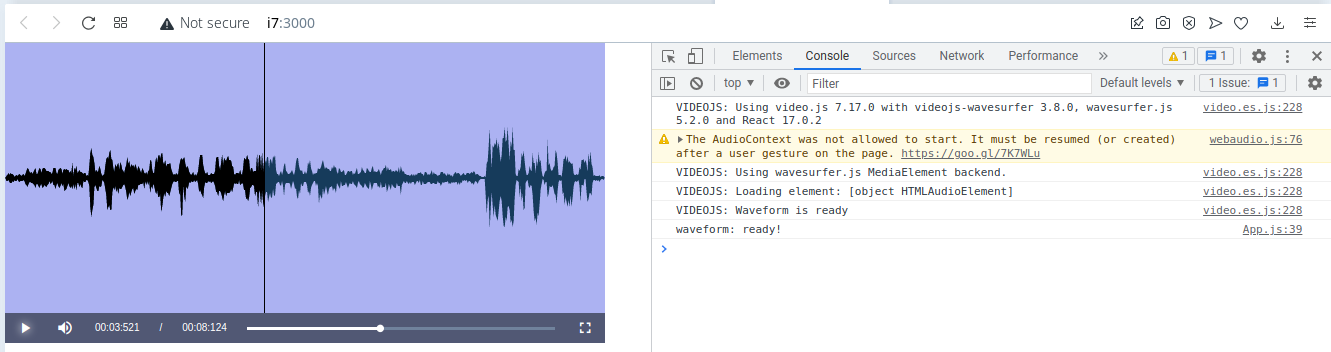 Not secure i7:3000
Elements Console Sources Network Performance » 1 1
top ▼ Filter Default levels ▼ 1 Issue: 1
VIDEOJS: Using video.js 7.17.0 with videojs-wavesurfer 3.8.0, wavesurfer.js video.es.js:228
5.2.0 and React 17.0.2
The AudioContext was not allowed to start. It must be resumed (or created) webaudio.js:76
after a user gesture on the page. https://goo.gl/7K7WLu
VIDEOJS: Using wavesurfer.js MediaElement backend. video.es.js:228
VIDEOJS: Loading element: [object HTMLAudioElement] video.es.js:228
VIDEOJS: Waveform is ready video.es.js:228
waveform: ready! App.js:39
00:03:521 / 00:08:124